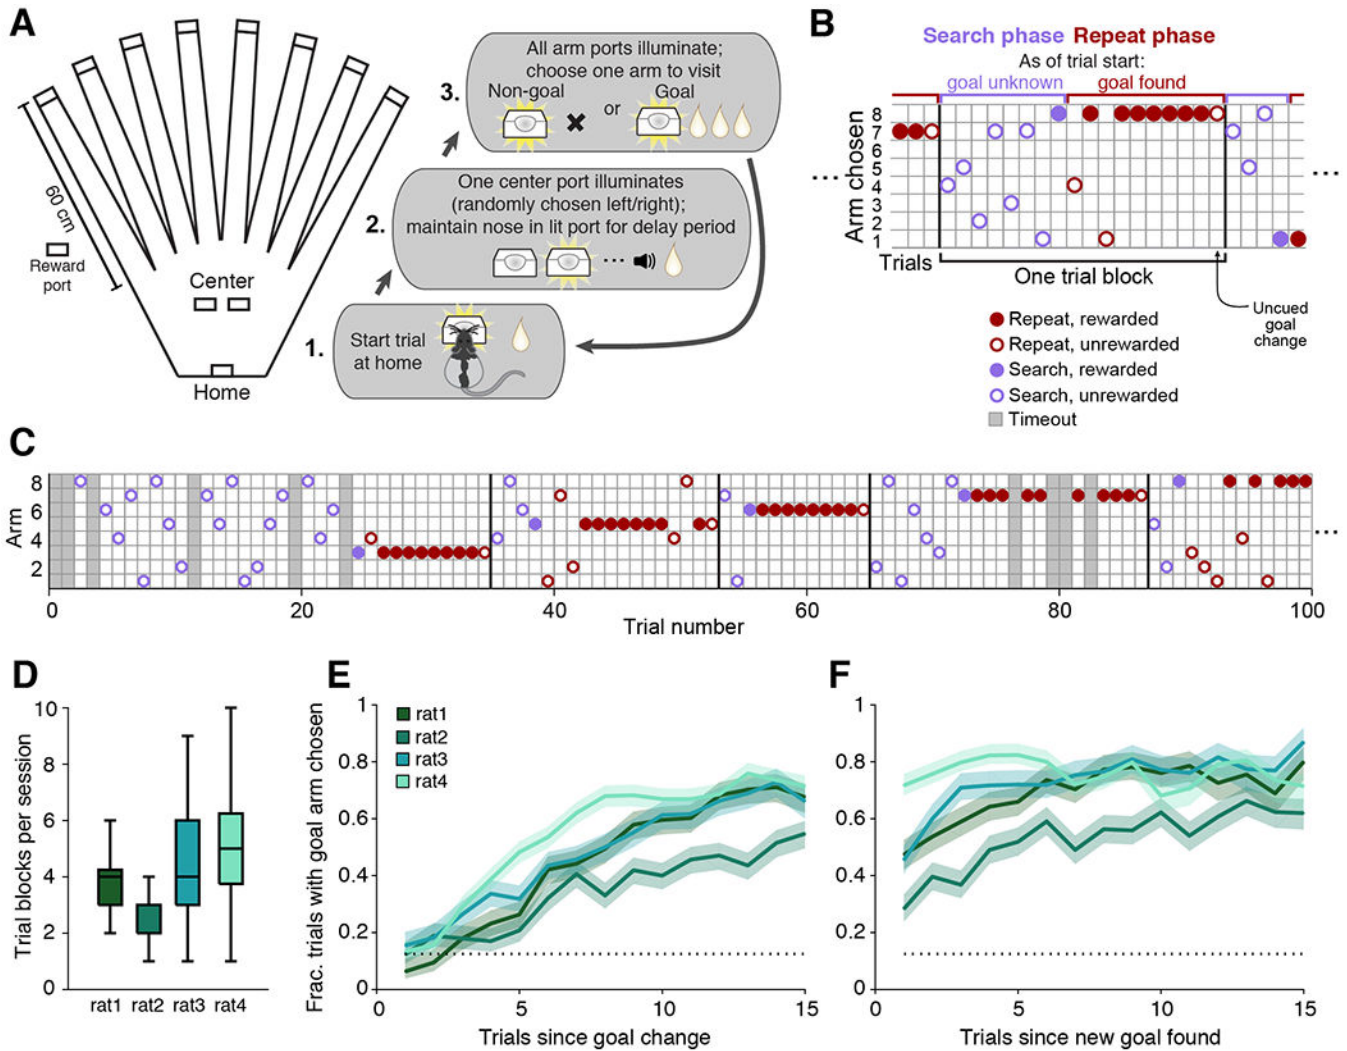 A
60 cm
Reward
port
Center
Home
3.
All arm ports illuminate;
choose one arm to visit
Non-goal
or
Goal
2.
One center port illuminates
(randomly chosen left/right);
maintain nose in lit port for delay period
...
1.
Start trial
at home
B
Search phase Repeat phase
As of trial start:
goal unknown
goal found
Arm chosen
8
7
6
5
4
3
2
1
...
...
Trials
One trial block
Uncued
goal
change
Repeat, rewarded
Repeat, unrewarded
Search, rewarded
Search, unrewarded
Timeout
C
Arm
8
6
4
2
...
0 20 40 60 80 100
Trial number
D
Trial blocks per session
10
8
6
4
2
0
rat1 rat2 rat3 rat4
E
Frac. trials with goal arm chosen
1
0.8
0.6
0.4
0.2
0
rat1
rat2
rat3
rat4
0 5 10 15
Trials since goal change
F
1
0.8
0.6
0.4
0.2
0
0 5 10 15
Trials since new goal found